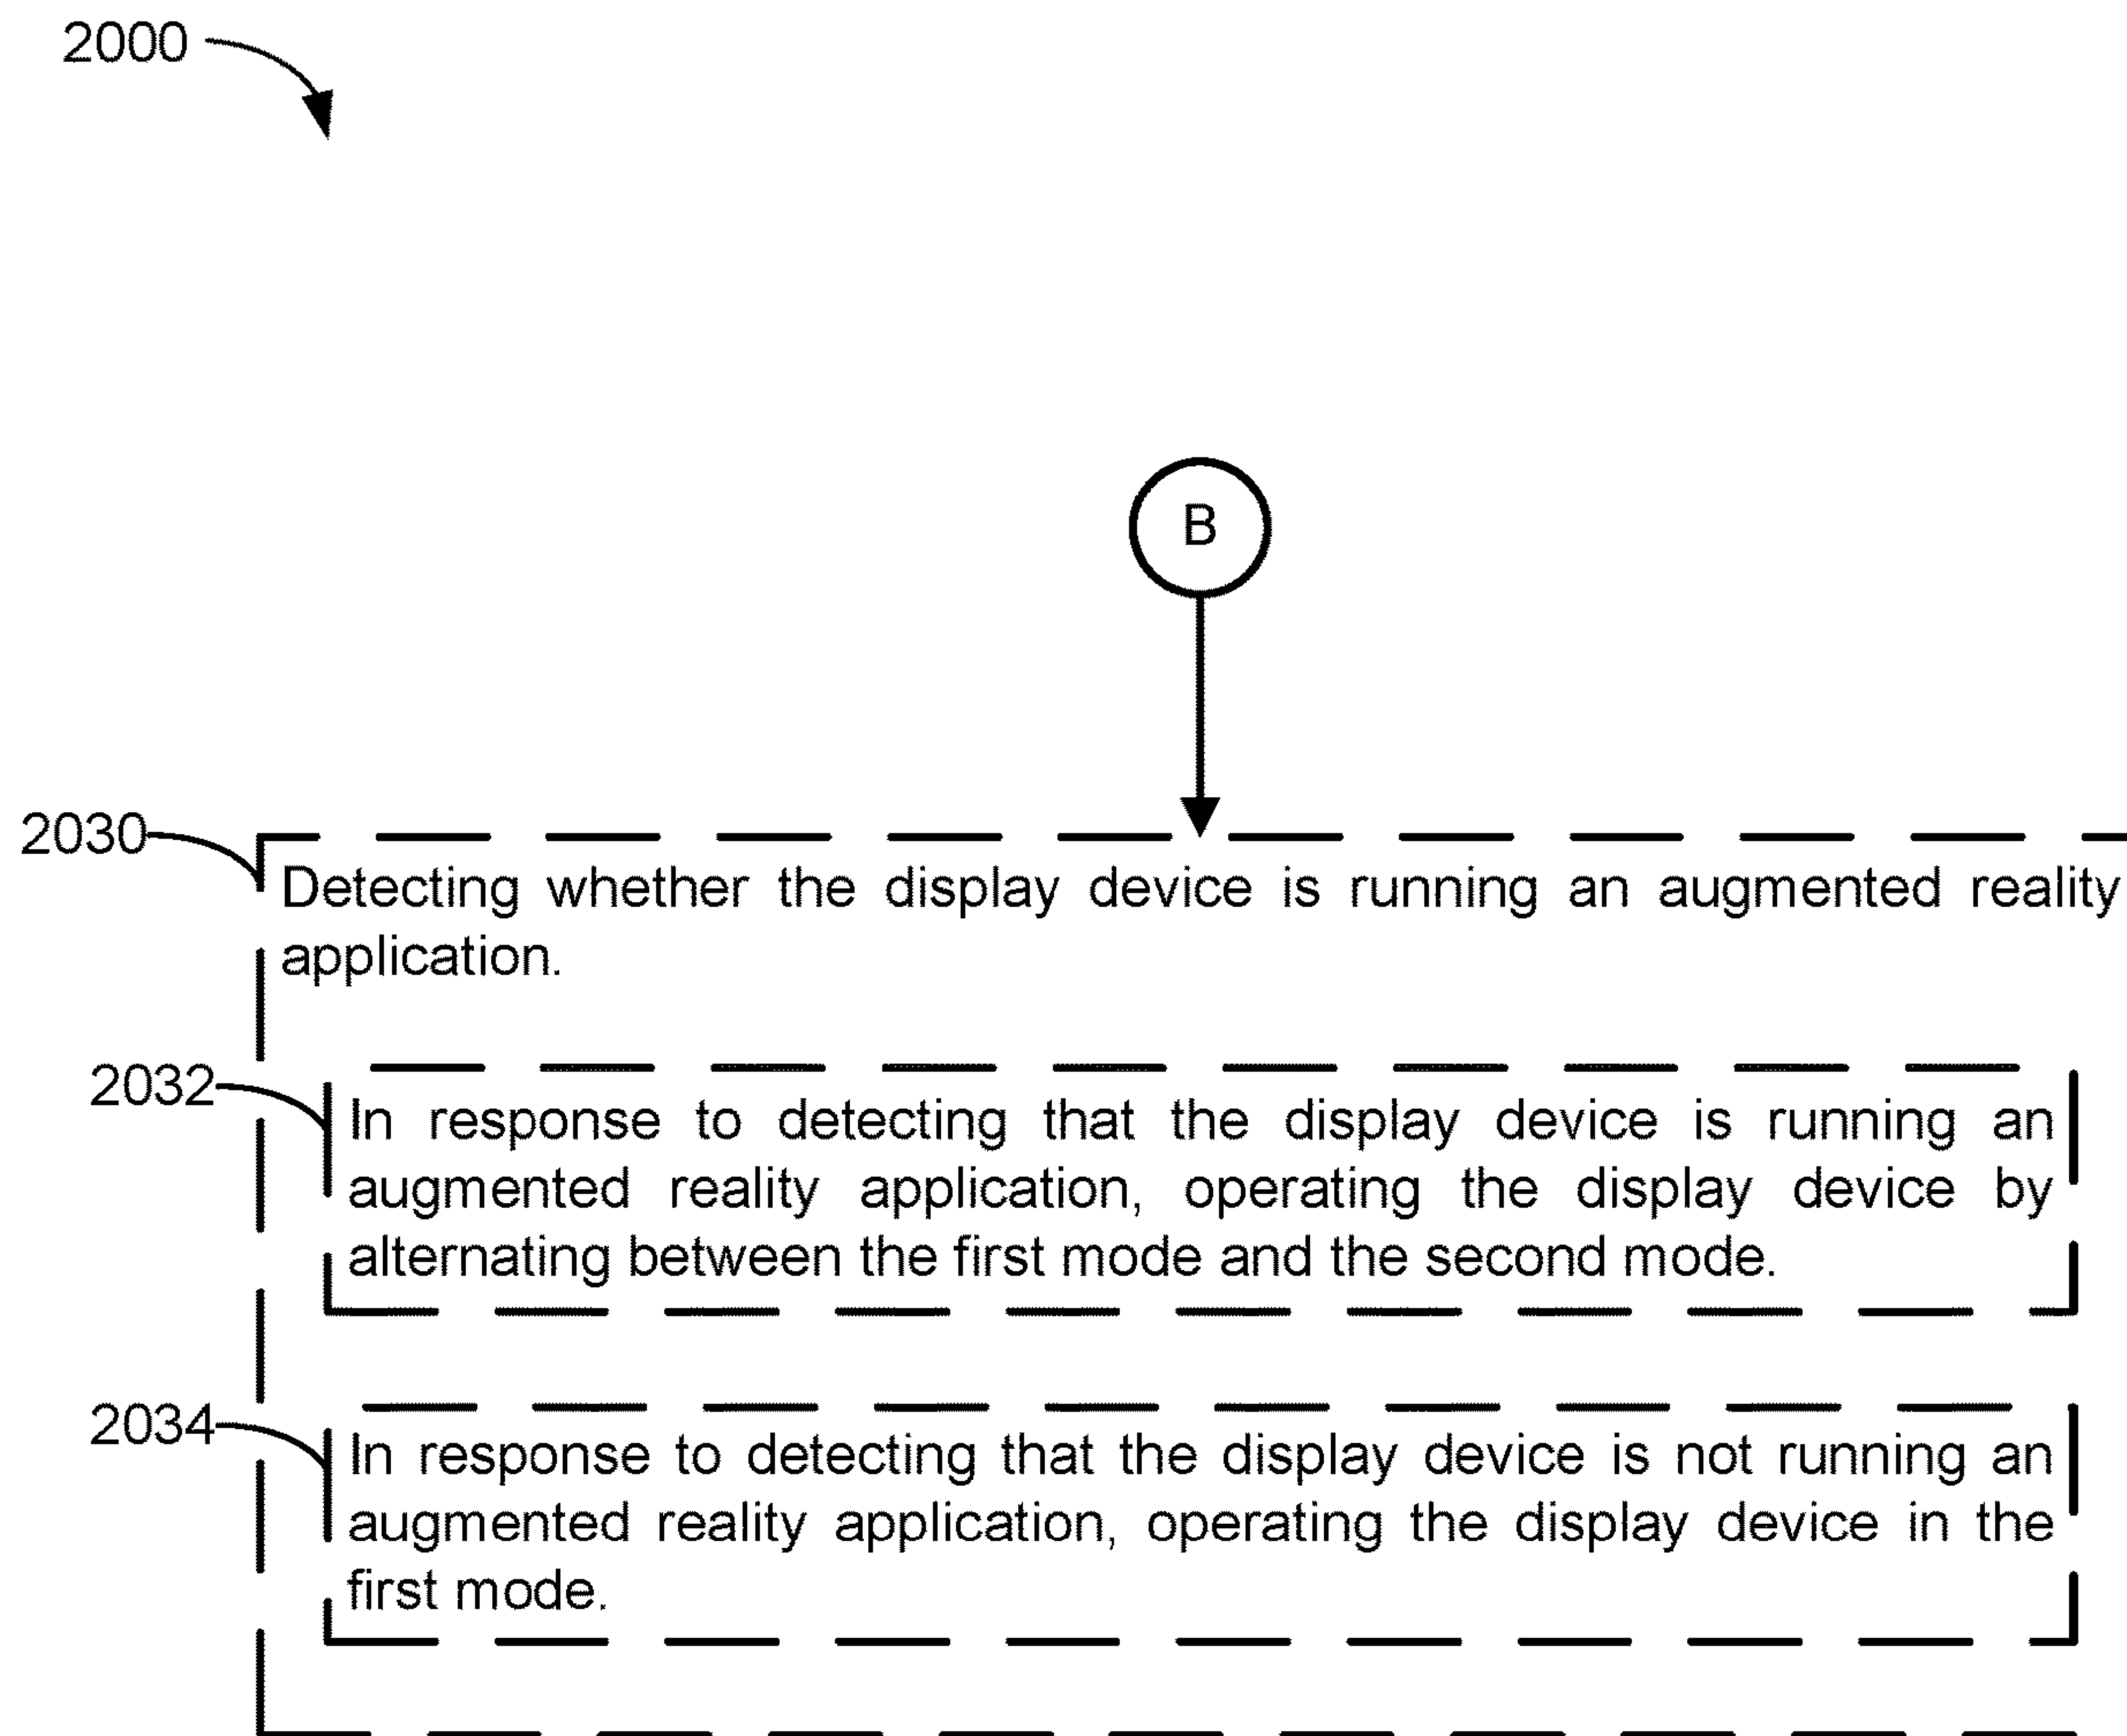 2000
B
2030
Detecting whether the display device is running an augmented reality
application.
2032
In response to detecting that the display device is running an
augmented reality application, operating the display device by
alternating between the first mode and the second mode.
2034
In response to detecting that the display device is not running an
augmented reality application, operating the display device in the
first mode.